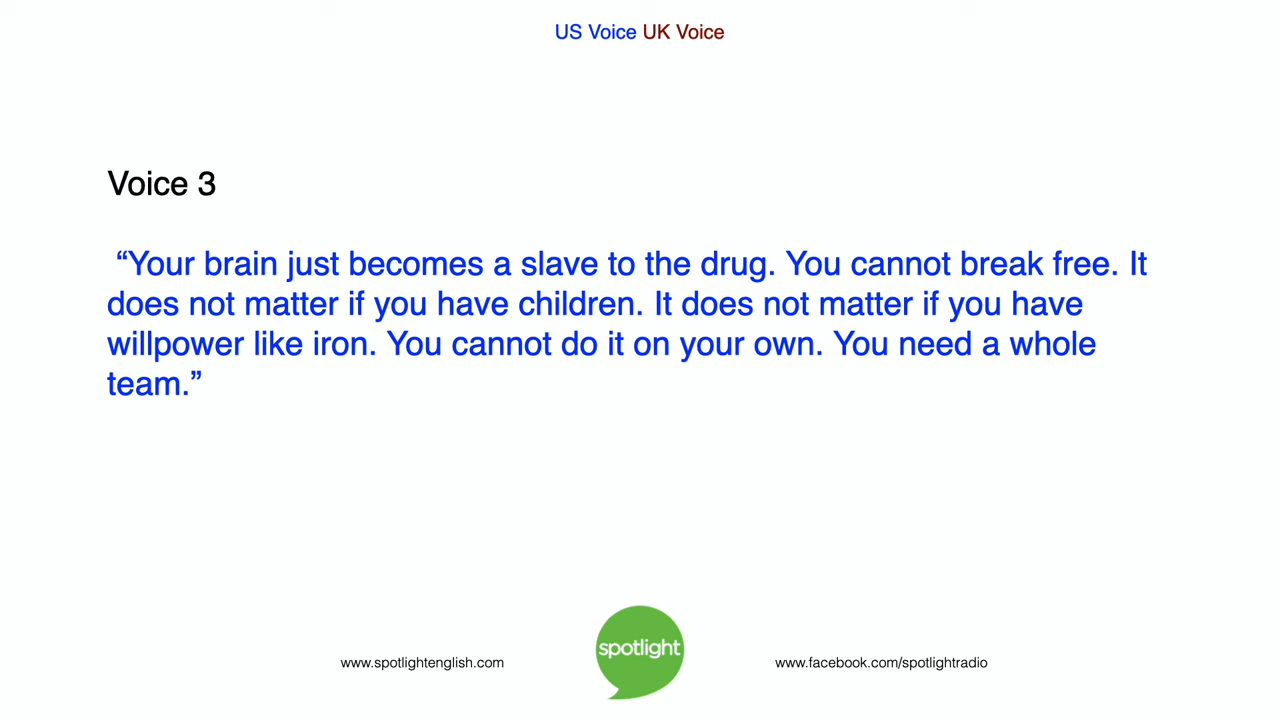 US Voice UK Voice
Voice 3
“Your brain just becomes a slave to the drug. You cannot break free. It
does not matter if you have children. It does not matter if you have
willpower like iron. You cannot do it on your own. You need a whole
team.”
spotlight
www.spotlightenglish.com
www.facebook.com/spotlightradio